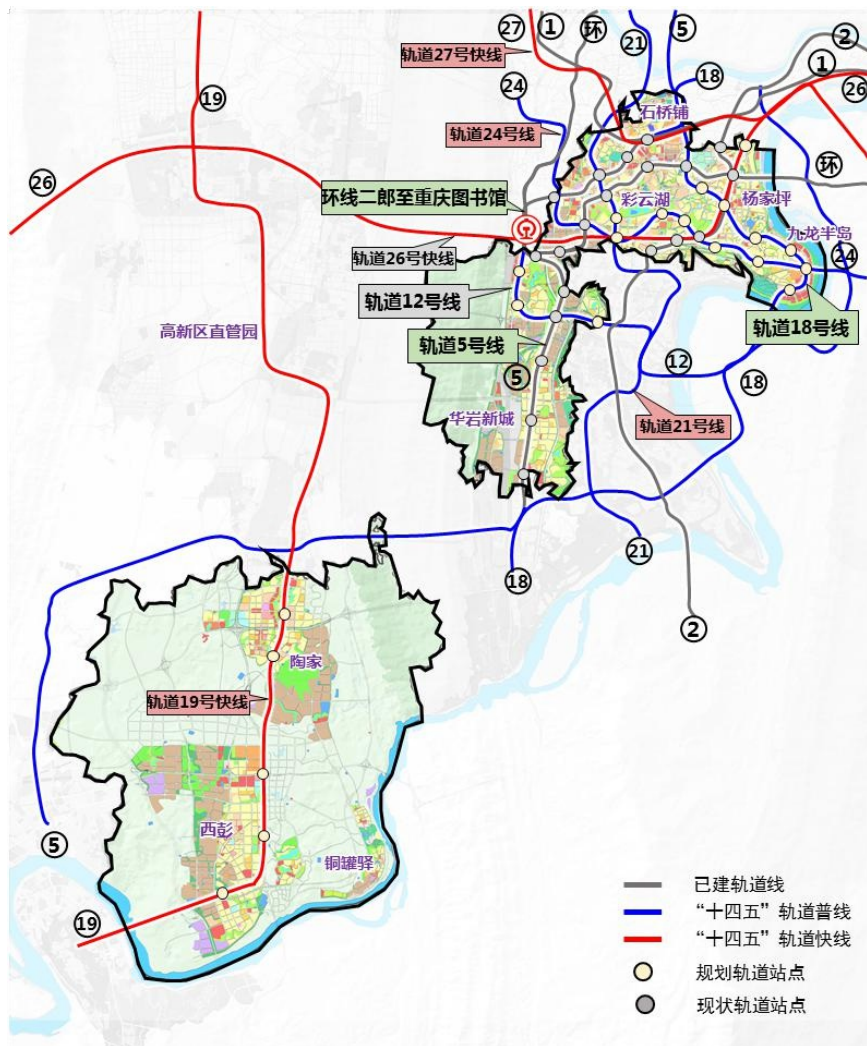 27
1
环
21
5
2
轨道27号快线
1
18
26
19
24
石桥铺
轨道24号线
26
环
环线二郎至重庆图书馆
彩云湖
杨家坪
九龙半岛
轨道26号快线
24
轨道12号线
轨道18号线
高新区直管园
轨道5号线
12
5
18
华岩新城
轨道21号线
21
18
2
陶家
轨道19号快线
西彭
5
铜罐驿
19
已建轨道线
“十四五”轨道普线
“十四五”轨道快线
规划轨道站点
现状轨道站点